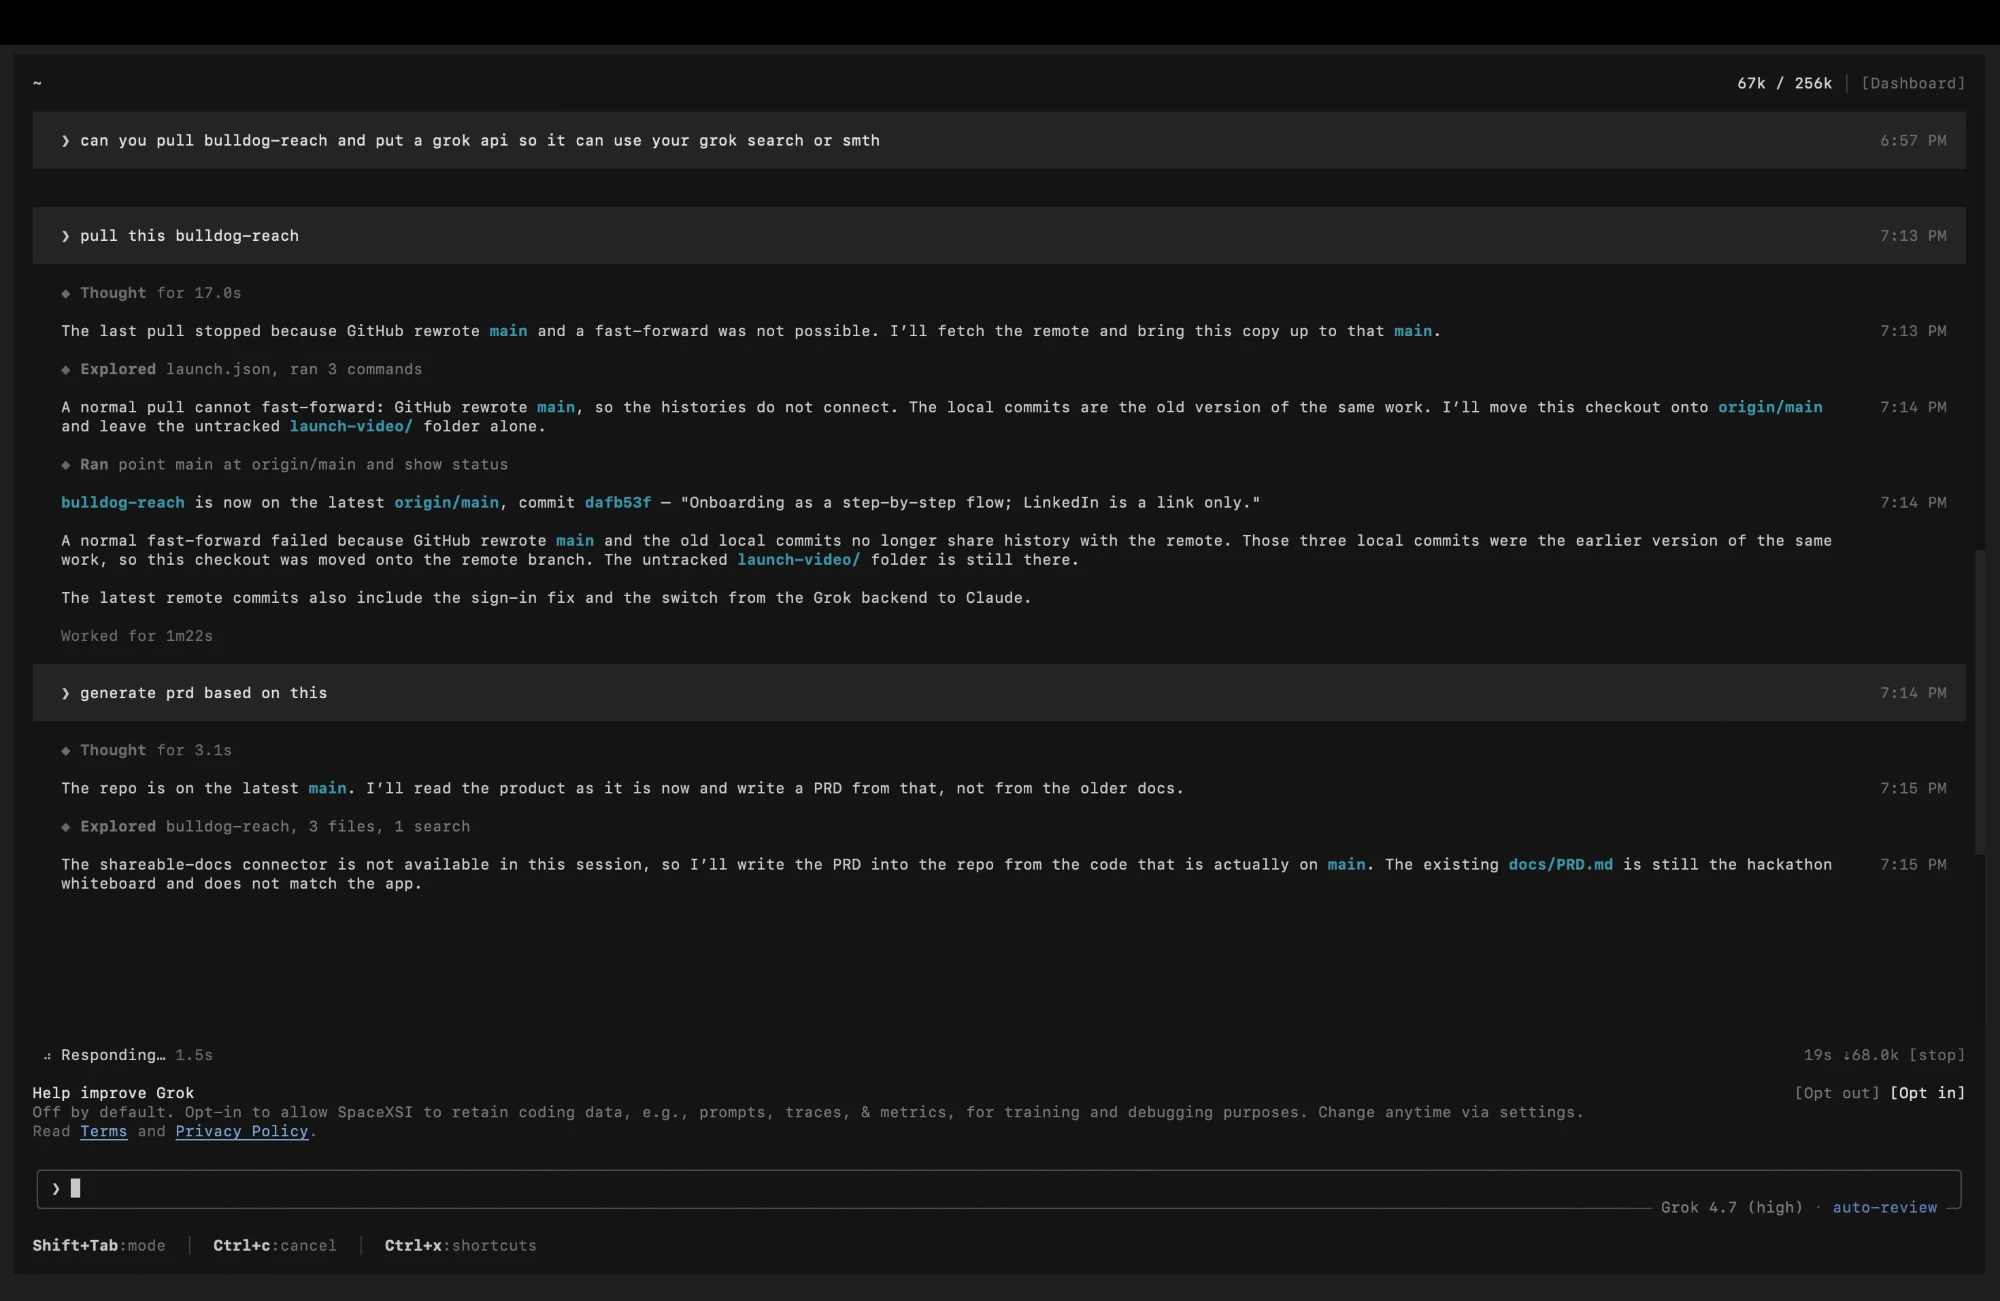 ~ 67k / 256k │ [Dashboard]
❯ can you pull bulldog-reach and put a grok api so it can use your grok search or smth 6:57 PM
❯ pull this bulldog-reach 7:13 PM
◆ Thought for 17.0s
The last pull stopped because GitHub rewrote main and a fast-forward was not possible. I’ll fetch the remote and bring this copy up to that main. 7:13 PM
◆ Explored launch.json, ran 3 commands
A normal pull cannot fast-forward: GitHub rewrote main, so the histories do not connect. The local commits are the old version of the same work. I’ll move this checkout onto origin/main 7:14 PM
and leave the untracked launch-video/ folder alone.
◆ Ran point main at origin/main and show status
bulldog-reach is now on the latest origin/main, commit dafb53f — "Onboarding as a step-by-step flow; LinkedIn is a link only." 7:14 PM
A normal fast-forward failed because GitHub rewrote main and the old local commits no longer share history with the remote. Those three local commits were the earlier version of the same
work, so this checkout was moved onto the remote branch. The untracked launch-video/ folder is still there.
The latest remote commits also include the sign-in fix and the switch from the Grok backend to Claude.
Worked for 1m22s
❯ generate prd based on this 7:14 PM
◆ Thought for 3.1s
The repo is on the latest main. I’ll read the product as it is now and write a PRD from that, not from the older docs. 7:15 PM
◆ Explored bulldog-reach, 3 files, 1 search
The shareable-docs connector is not available in this session, so I’ll write the PRD into the repo from the code that is actually on main. The existing docs/PRD.md is still the hackathon 7:15 PM
whiteboard and does not match the app.
Responding… 1.5s 19s ⇣68.0k [stop]
Help improve Grok [Opt out] [Opt in]
Off by default. Opt-in to allow SpaceXSI to retain coding data, e.g., prompts, traces, & metrics, for training and debugging purposes. Change anytime via settings.
Read Terms and Privacy Policy.
❯
Grok 4.7 (high) · auto-review
Shift+Tab:mode │ Ctrl+c:cancel │ Ctrl+x:shortcuts